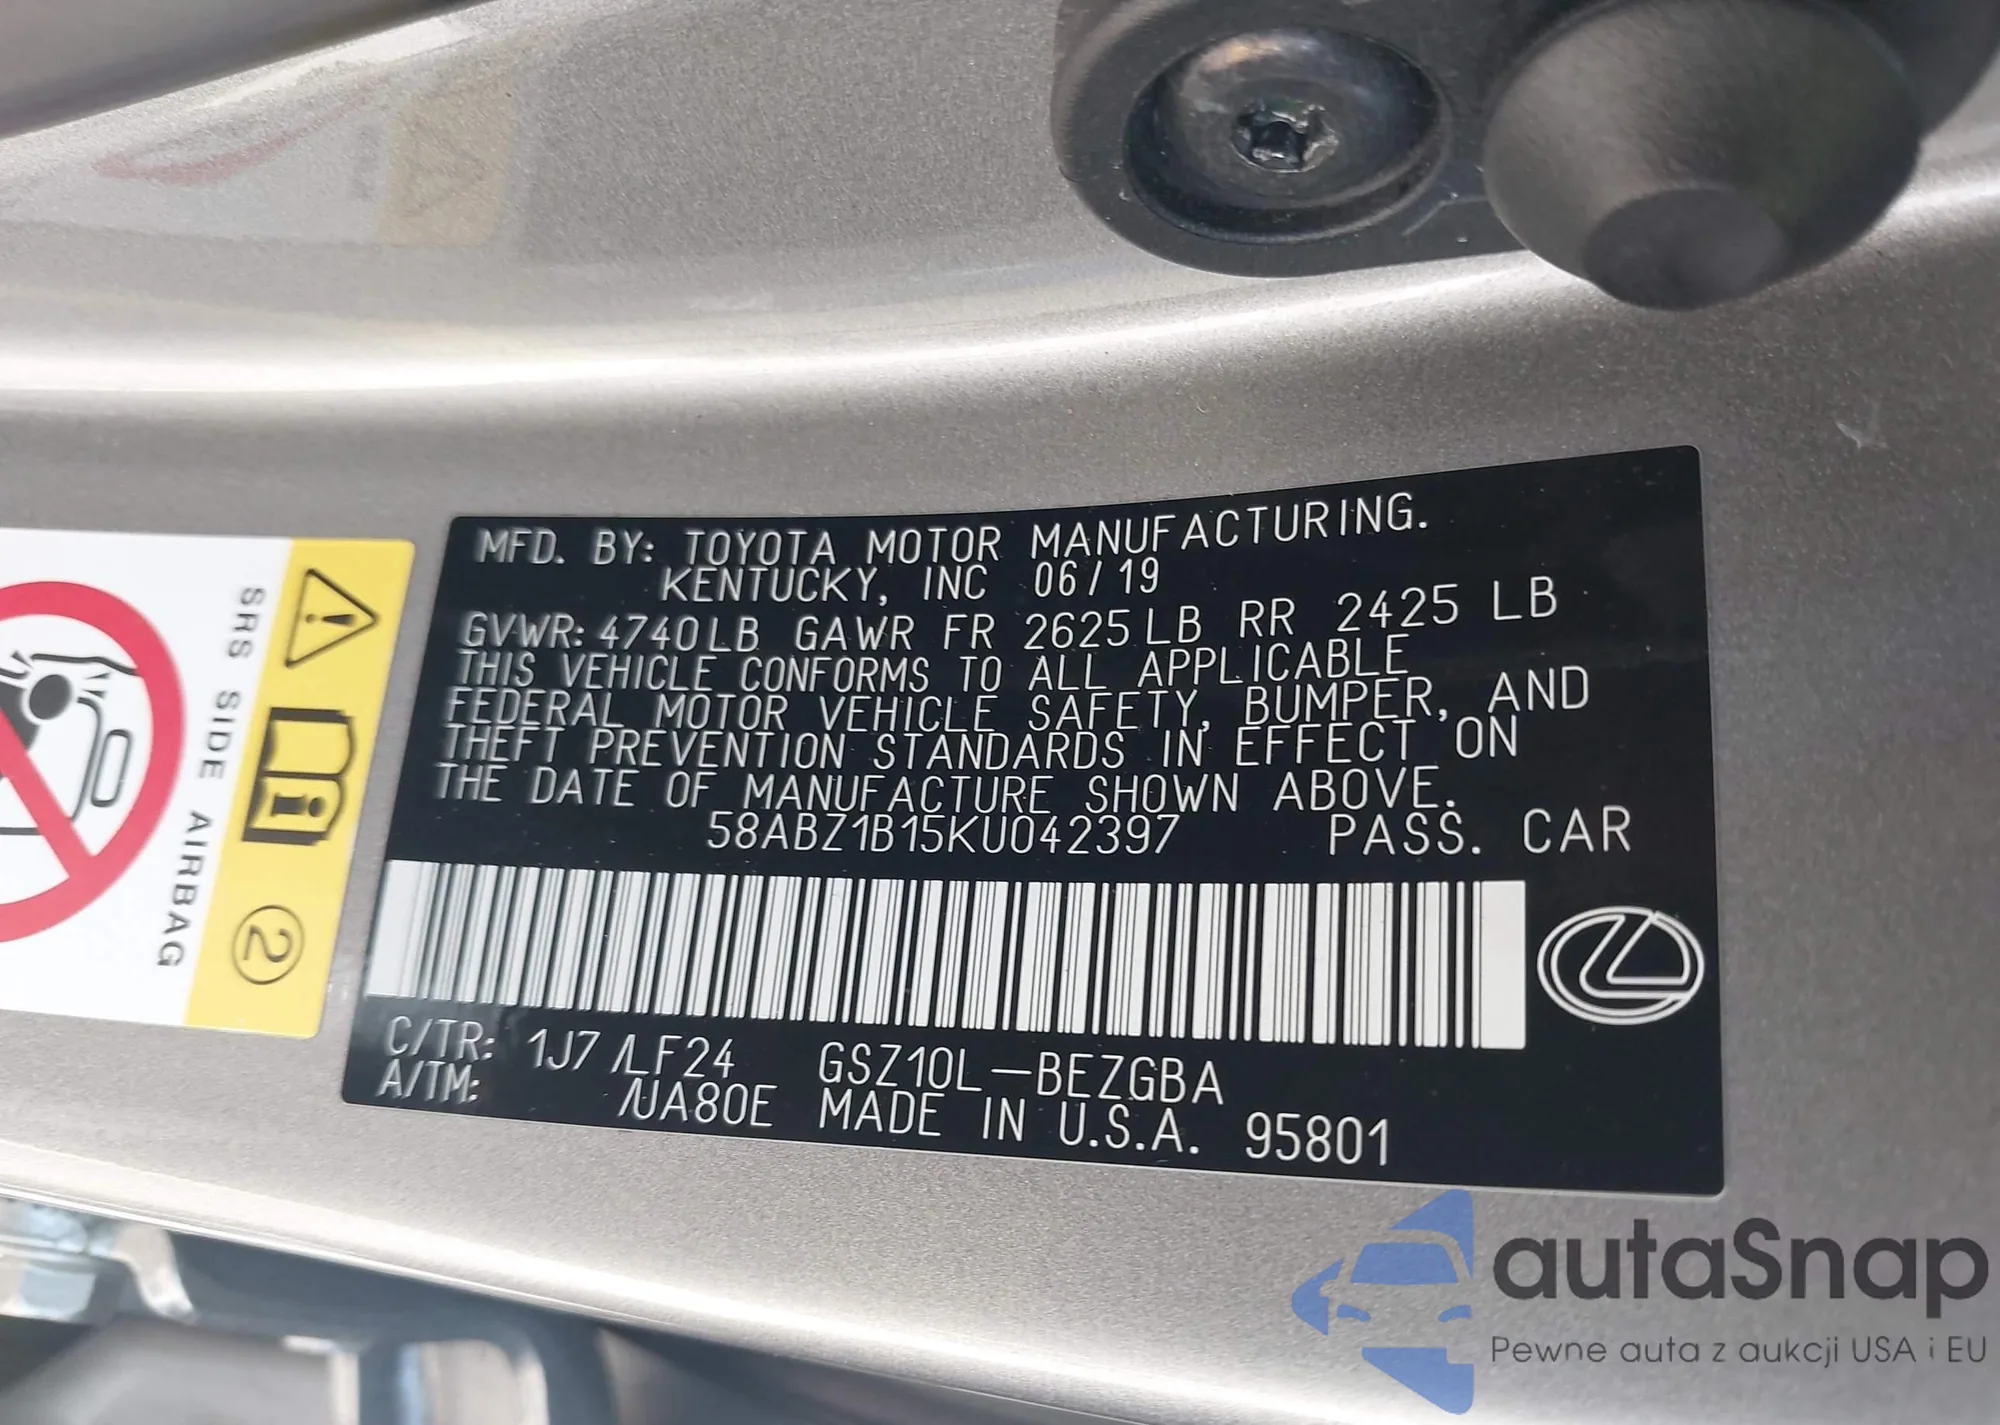 MFD. BY: TOYOTA MOTOR MANUFACTURING.
KENTUCKY, INC 06/19
GVWR: 4740LB GAWR FR 2625LB RR 2425 LB
THIS VEHICLE CONFORMS TO ALL APPLICABLE
FEDERAL MOTOR VEHICLE SAFETY, BUMPER, AND
THEFT PREVENTION STANDARDS IN EFFECT ON
THE DATE OF MANUFACTURE SHOWN ABOVE.
58ABZ1B15KU042397 PASS. CAR
C/TR: 1J7 /LF24 GSZ10L-BEZGBA
A/TM: /UA80E MADE IN U.S.A. 95801
SRS SIDE AIRBAG
2
autaSnap
Pewne auta z aukcji USA i EU